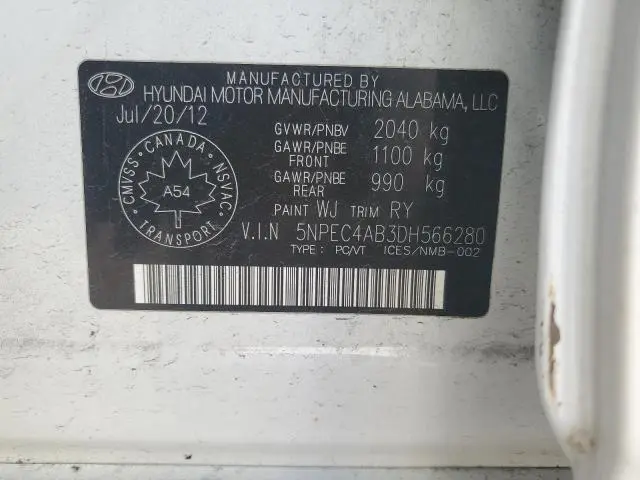 MANUFACTURED BY
HYUNDAI MOTOR MANUFACTURING ALABAMA, LLC
Jul/20/12
GVWR/PNBV 2040 kg
GAWR/PNBE FRONT 1100 kg
GAWR/PNBE REAR 990 kg
PAINT WJ TRIM RY
V.I.N 5NPEC4AB3DH566280
TYPE: PC/VT ICES/NMB-002
CANADA
CMVSS
NSVAC
A54
TRANSPORT